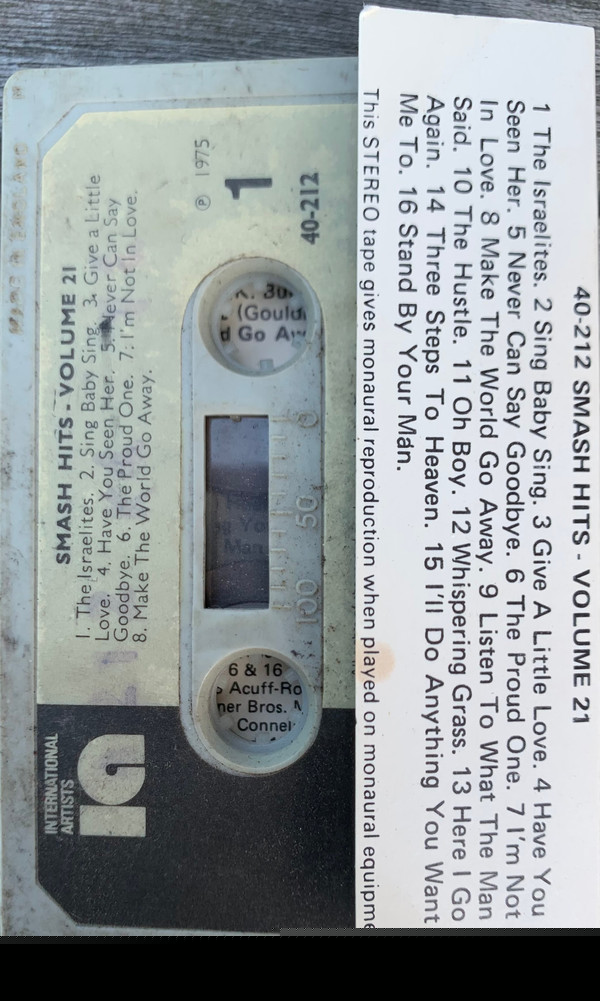 40-212 SMASH HITS - VOLUME 21
1 The Israelites. 2 Sing Baby Sing. 3 Give A Little Love. 4 Have You
Seen Her. 5 Never Can Say Goodbye. 6 The Proud One. 7 I'm Not
In Love. 8 Make The World Go Away. 9 Listen To What The Man
Said. 10 The Hustle. 11 Oh Boy. 12 Whispering Grass. 13 Here I Go
Again. 14 Three Steps To Heaven. 15 I'll Do Anything You Want
Me To. 16 Stand By Your Man.
This STEREO tape gives monaural reproduction when played on monaural equipme
SMASH HITS - VOLUME 21
1. The Israelites. 2. Sing Baby Sing. 3. Give a Little
Love. 4. Have You Seen Her. 5. Never Can Say
Goodbye. 6. The Proud One. 7. I'm Not In Love.
8. Make The World Go Away.
℗ 1975
1
40-212
(Gould
Go Aw
0 50 100
6 & 16
Acuff-Ro
ner Bros.
Connel
INTERNATIONAL
ARTISTS